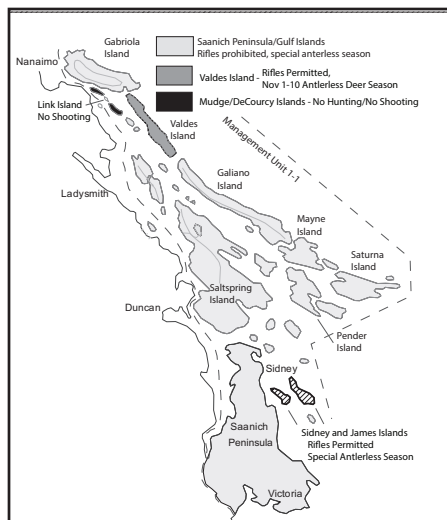 Gabriola
Island
Nanaimo
Saanich Peninsula/Gulf Islands
Rifles prohibited, special anterless season
Valdes Island - Rifles Permitted,
Nov 1-10 Antlerless Deer Season
Mudge/DeCourcy Islands - No Hunting/No Shooting
Link Island
No Shooting
Valdes
Island
Management Unit 1-1
Ladysmith
Galiano
Island
Mayne
Island
Saturna
Island
Saltspring
Island
Duncan
Pender
Island
Sidney
Sidney and James Islands
Rifles Permitted
Special Antlerless Season
Saanich
Peninsula
Victoria